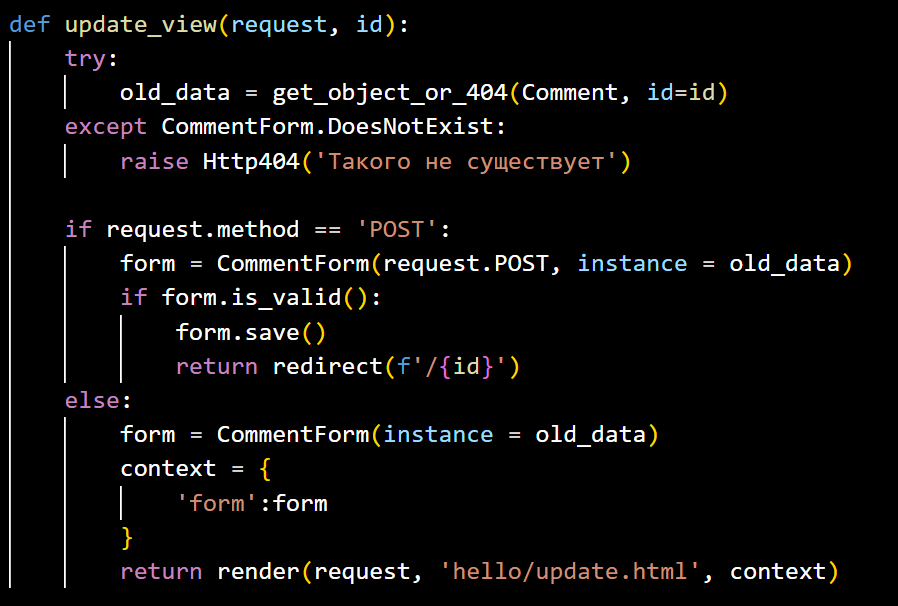 def update_view(request, id):
    try:
        old_data = get_object_or_404(Comment, id=id)
    except CommentForm.DoesNotExist:
        raise Http404('Такого не существует')

    if request.method == 'POST':
        form = CommentForm(request.POST, instance = old_data)
        if form.is_valid():
            form.save()
            return redirect(f'/{id}')
    else:
        form = CommentForm(instance = old_data)
        context = {
            'form':form
        }
        return render(request, 'hello/update.html', context)